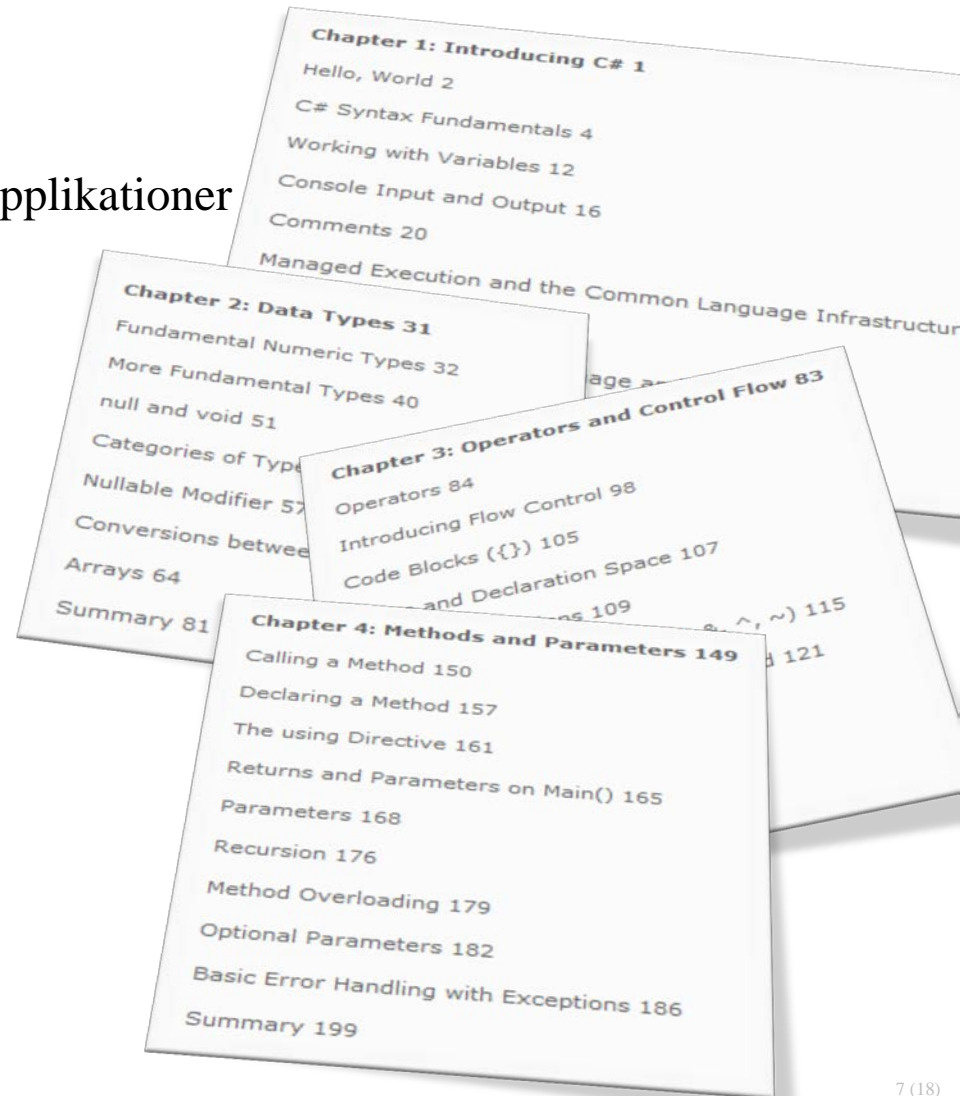 pplikationer
Chapter 1: Introducing C# 1
Hello, World 2
C# Syntax Fundamentals 4
Working with Variables 12
Console Input and Output 16
Comments 20
Managed Execution and the Common Language Infrastructur
age
Chapter 2: Data Types 31
Fundamental Numeric Types 32
More Fundamental Types 40
null and void 51
Categories of Type
Nullable Modifier 57
Conversions betwee
Arrays 64
Summary 81
Chapter 3: Operators and Control Flow 83
Operators 84
Introducing Flow Control 98
Code Blocks ({}) 105
and Declaration Space 107
109
&, ^, ~) 115
121
Chapter 4: Methods and Parameters 149
Calling a Method 150
Declaring a Method 157
The using Directive 161
Returns and Parameters on Main() 165
Parameters 168
Recursion 176
Method Overloading 179
Optional Parameters 182
Basic Error Handling with Exceptions 186
Summary 199
7 (18)